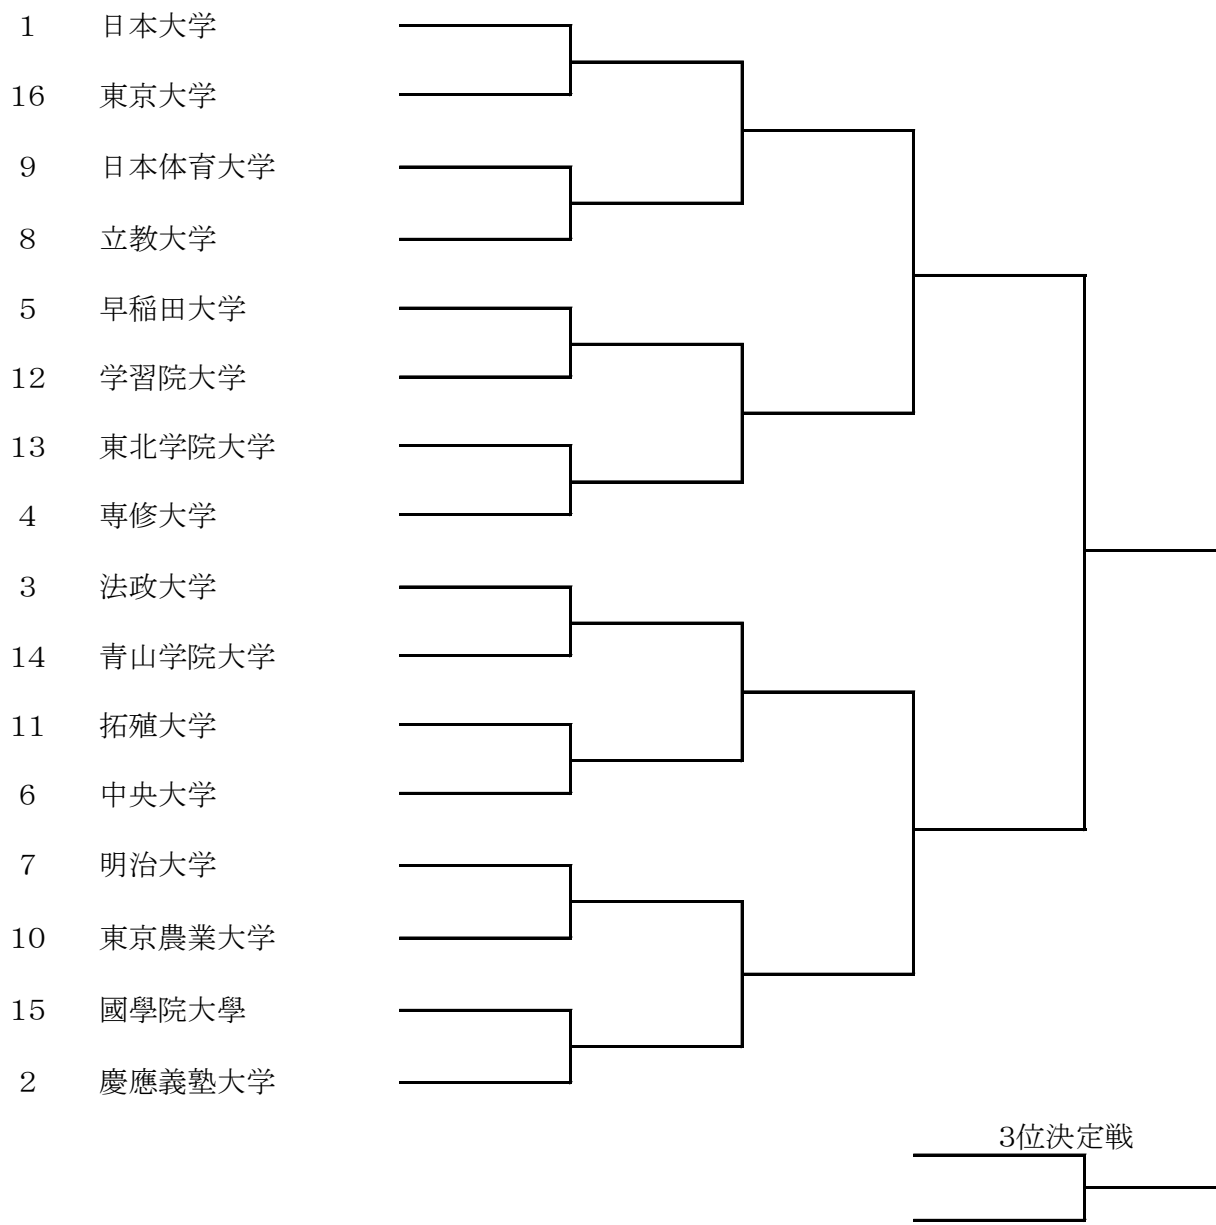 1 日本大学
16 東京大学
9 日本体育大学
8 立教大学
5 早稲田大学
12 学習院大学
13 東北学院大学
4 専修大学
3 法政大学
14 青山学院大学
11 拓殖大学
6 中央大学
7 明治大学
10 東京農業大学
15 國學院大學
2 慶應義塾大学
3位決定戦